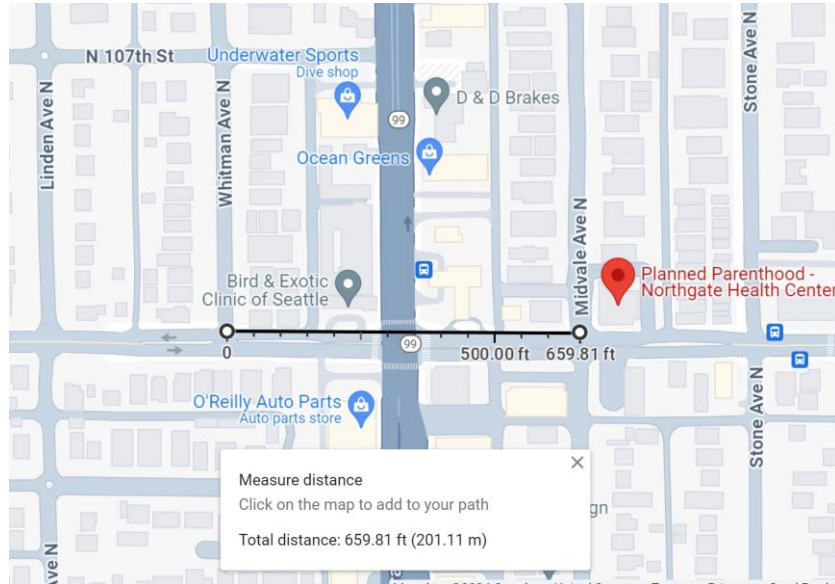 N 107th St
Underwater Sports
Dive shop
D & D Brakes
99
Ocean Greens
Linden Ave N
Whitman Ave N
Stone Ave N
Midvale Ave N
Bird & Exotic
Clinic of Seattle
Planned Parenthood -
Northgate Health Center
0
99
500.00 ft
659.81 ft
O'Reilly Auto Parts
Auto parts store
Stone Ave N
Measure distance
Click on the map to add to your path
Total distance: 659.81 ft (201.11 m)
Ave N